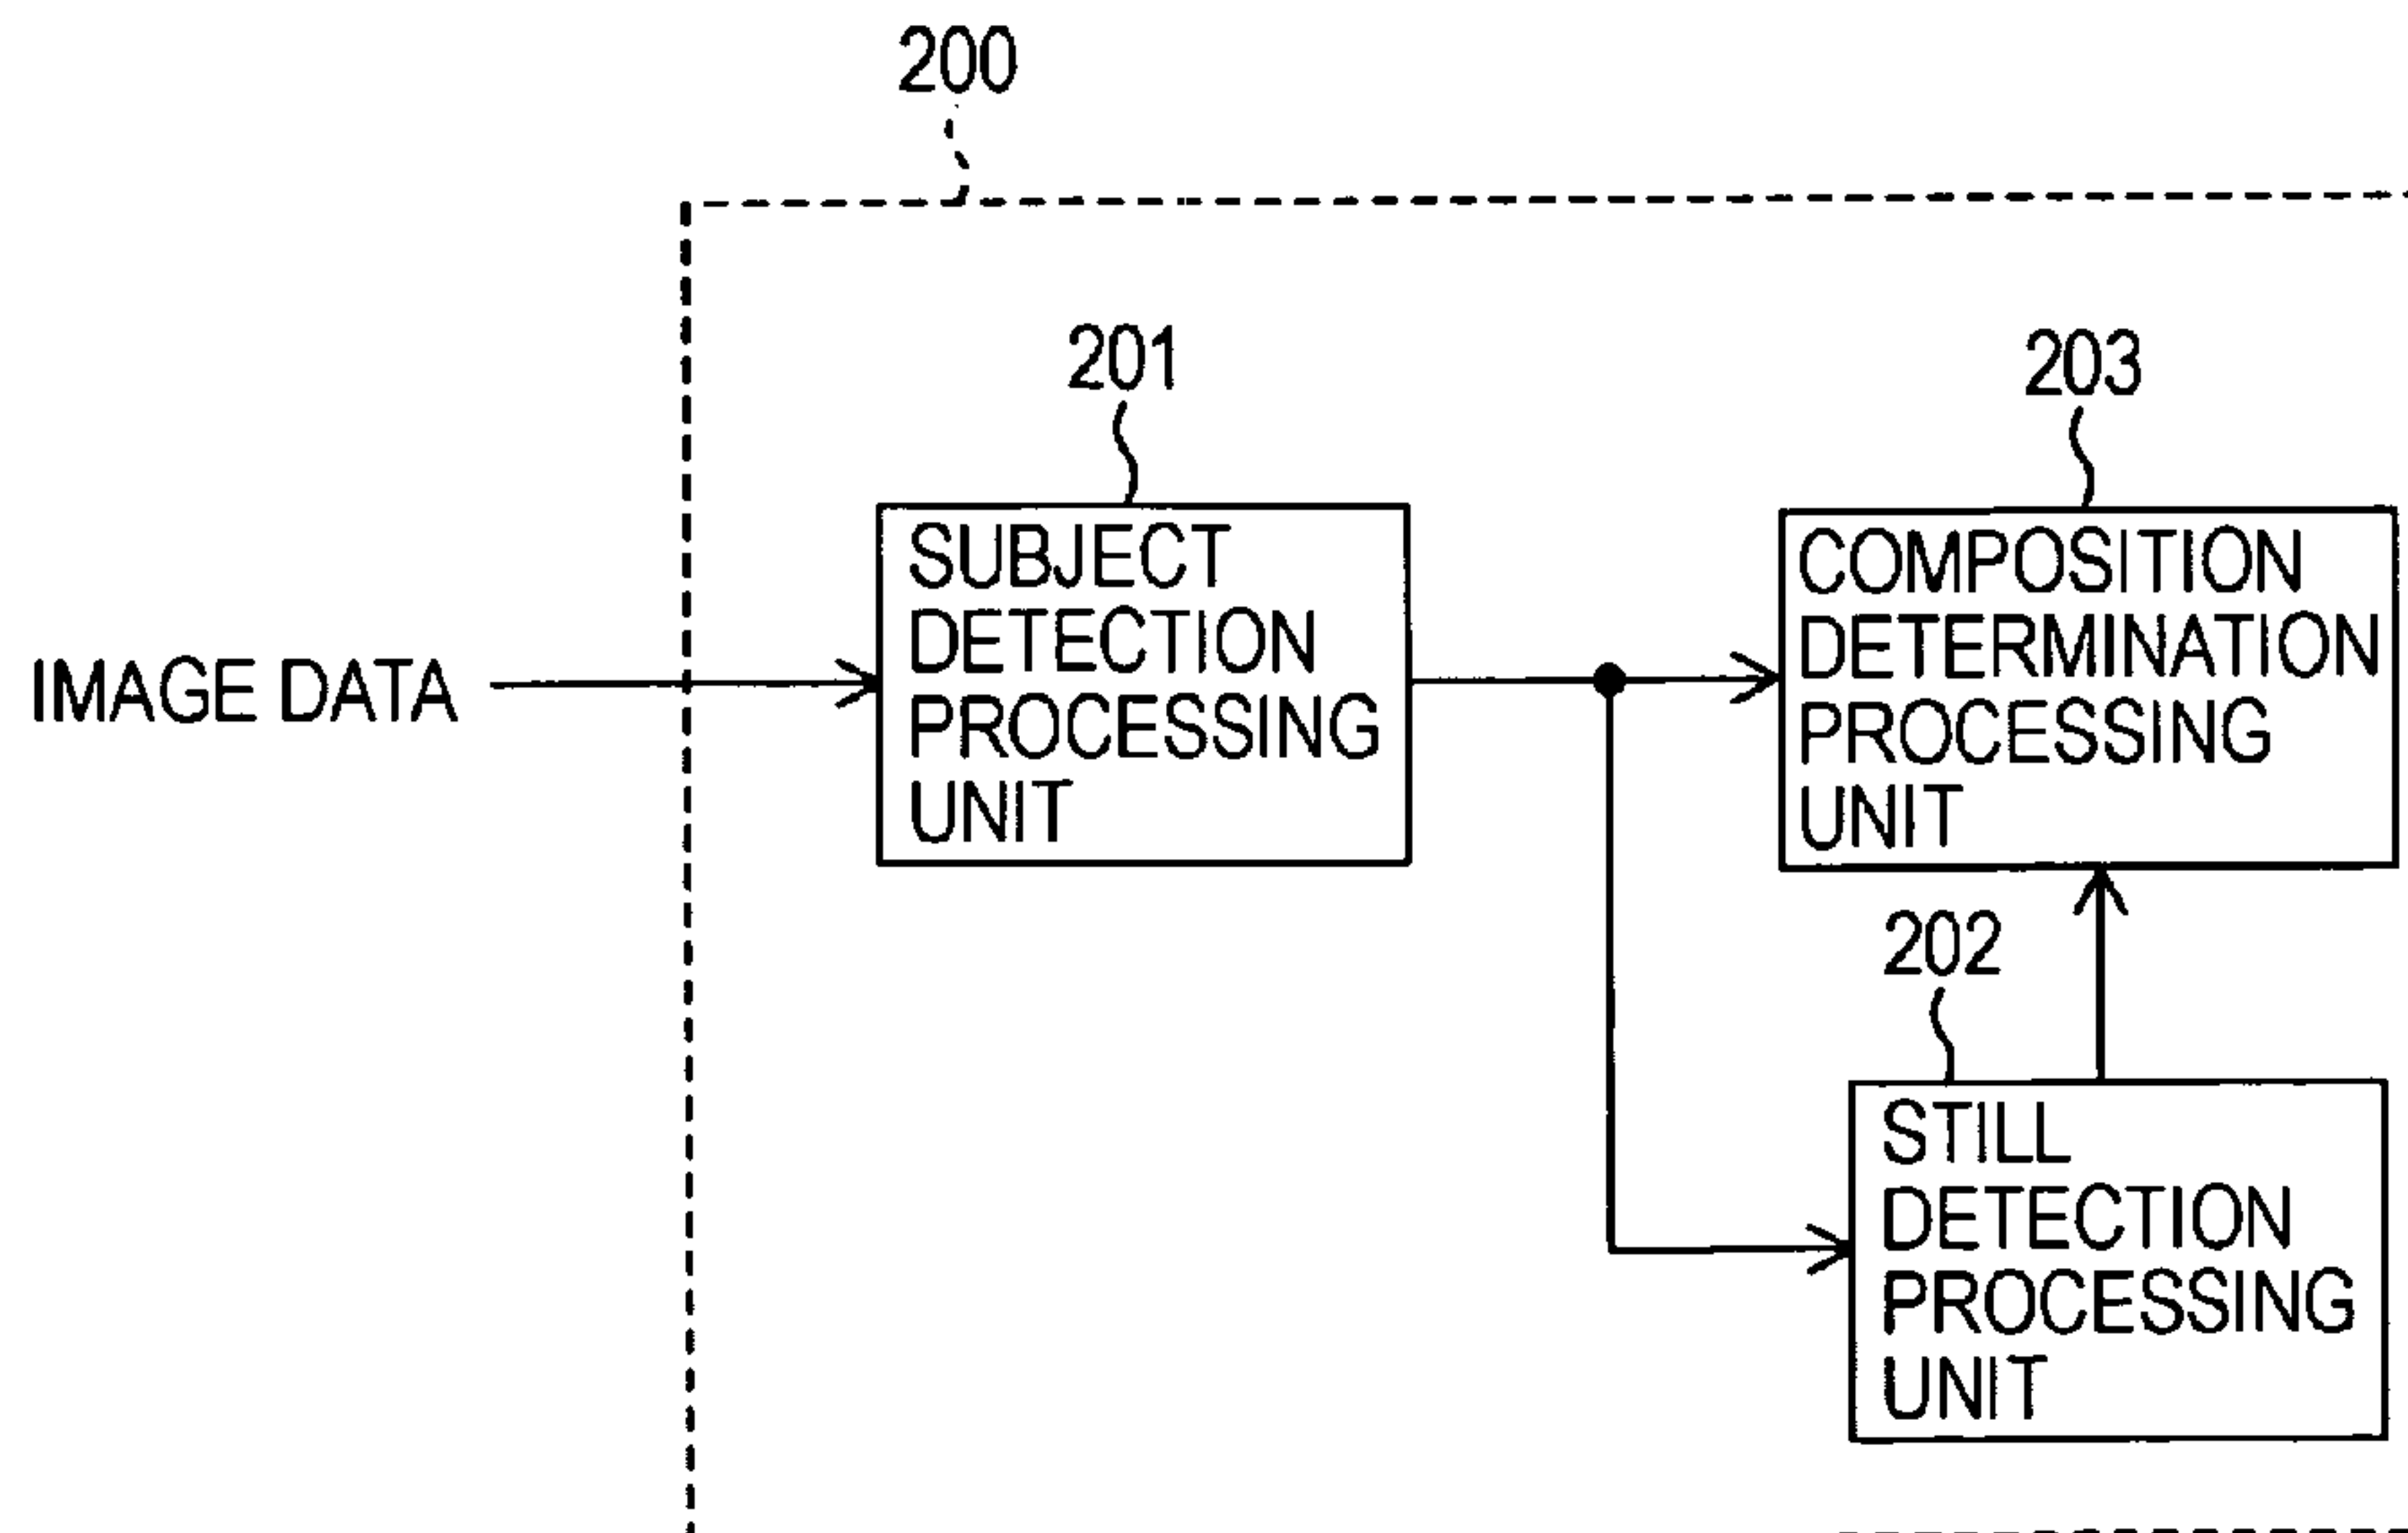 200
201
203
SUBJECT
DETECTION
PROCESSING
UNIT
COMPOSITION
DETERMINATION
PROCESSING
UNIT
IMAGE DATA
202
STILL
DETECTION
PROCESSING
UNIT